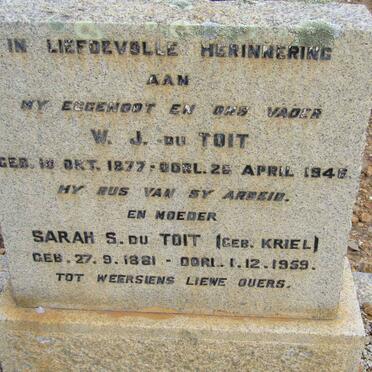 IN LIEFDEVOLLE HERINNERING
AAN
MY EGGENOOT EN ONS VADER
W. J. DU TOIT
GEB. 10 OKT. 1877 - OORL. 26 APRIL 1946.
HY RUS VAN SY ARBEID.
EN MOEDER
SARAH S. DU TOIT (GEB. KRIEL)
GEB. 27.9.1881 - OORL. 1.12.1959.
TOT WEERSIENS LIEWE OUERS.